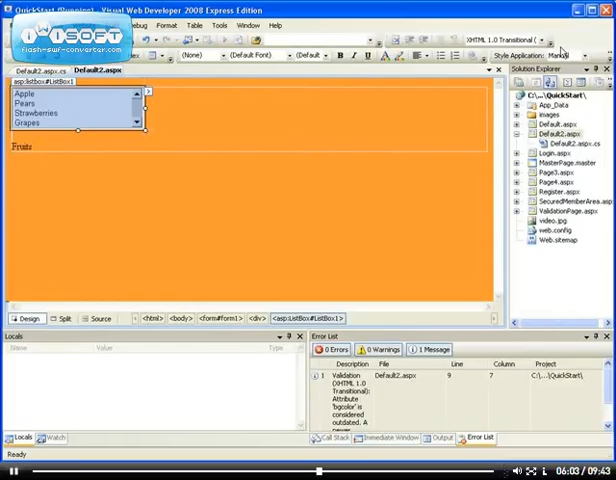 QuickStart (Running) - Visual Web Developer 2008 Express Edition
WinSoft
flash-swf-converter.com
Debug Format Table Tools Window Help
XHTML 1.0 Transitional (
(None) (Default) (Default) B I U A
Style Application: Manual
Default2.aspx.cs Default2.aspx
asp:listbox#ListBox1
Apple
Pears
Strawberries
Grapes
Fruits
Solution Explorer
C:\...\QuickStart\
App_Data
images
Default.aspx
Default2.aspx
Default2.aspx.cs
Login.aspx
MasterPage.master
Page3.aspx
Page4.aspx
Register.aspx
SecuredMemberArea.asp
ValidationPage.aspx
video.jpg
web.config
Web.sitemap
Design Split Source <html> <body> <form#form1> <div> <asp:ListBox#ListBox1>
Locals
Name Value Type
Locals Watch
Error List
0 Errors 0 Warnings 1 Message
Description File Line Column Project
1 Validation (XHTML 1.0 Transitional): Attribute 'bgcolor' is considered outdated. A Default2.aspx 9 7 C:\...\QuickStart\
Call Stack Immediate Window Output Error List
Ready
06:03 / 09:43